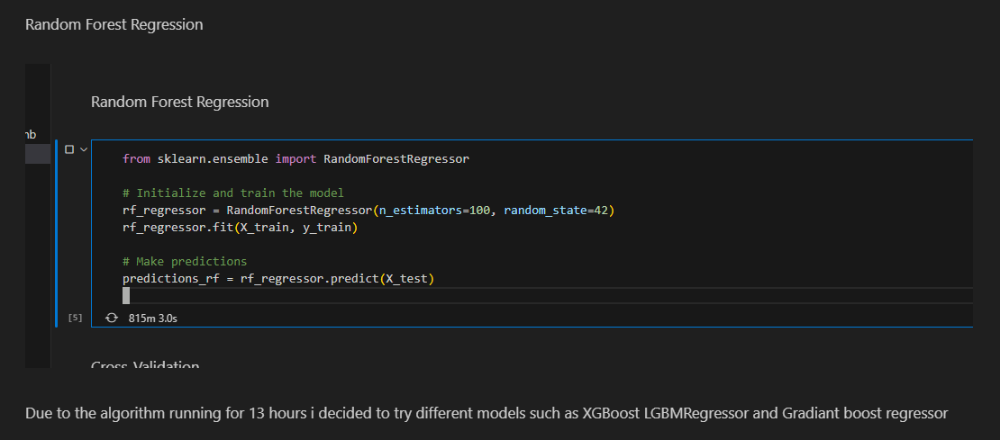 Random Forest Regression
Random Forest Regression
nb
from sklearn.ensemble import RandomForestRegressor
# Initialize and train the model
rf_regressor = RandomForestRegressor(n_estimators=100, random_state=42)
rf_regressor.fit(X_train, y_train)
# Make predictions
predictions_rf = rf_regressor.predict(X_test)
[5] 815m 3.0s
Cross-Validation
Due to the algorithm running for 13 hours i decided to try different models such as XGBoost LGBMRegressor and Gradiant boost regressor